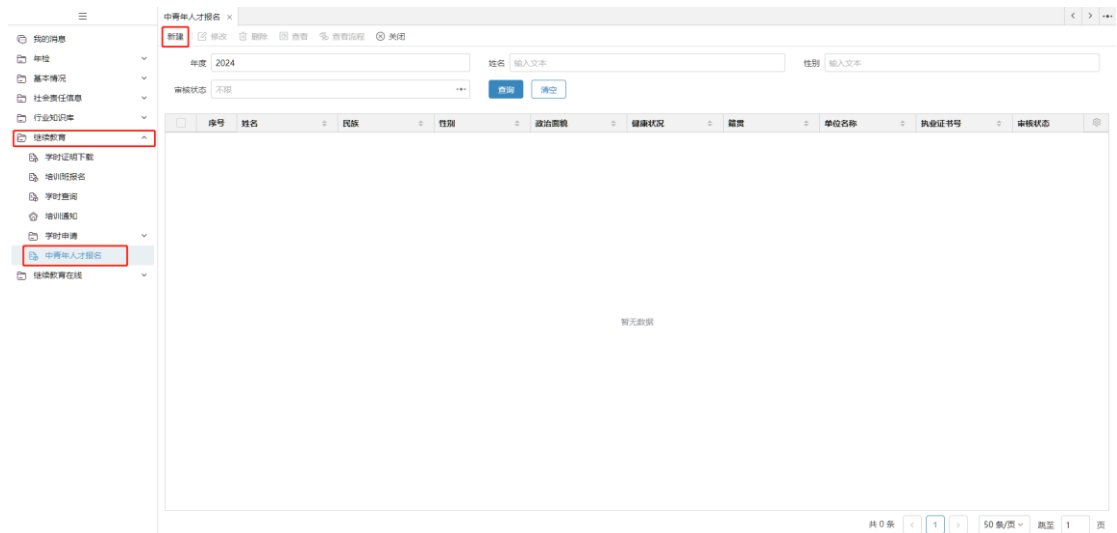 中青年人才报名
我的消息
新建 修改 删除 查看 查看流程 关闭
年检
年度 2024 姓名 输入文本 性别 输入文本
基本情况
审核状态 不限 查询 清空
社会责任信息
行业知识库
序号 姓名 民族 性别 政治面貌 健康状况 籍贯 单位名称 执业证书号 审核状态
继续教育
学时证明下载
培训班报名
学时查询
培训通知
学时申请
中青年人才报名
继续教育在线
暂无数据
共 0 条 1 50 条/页 跳至 1 页